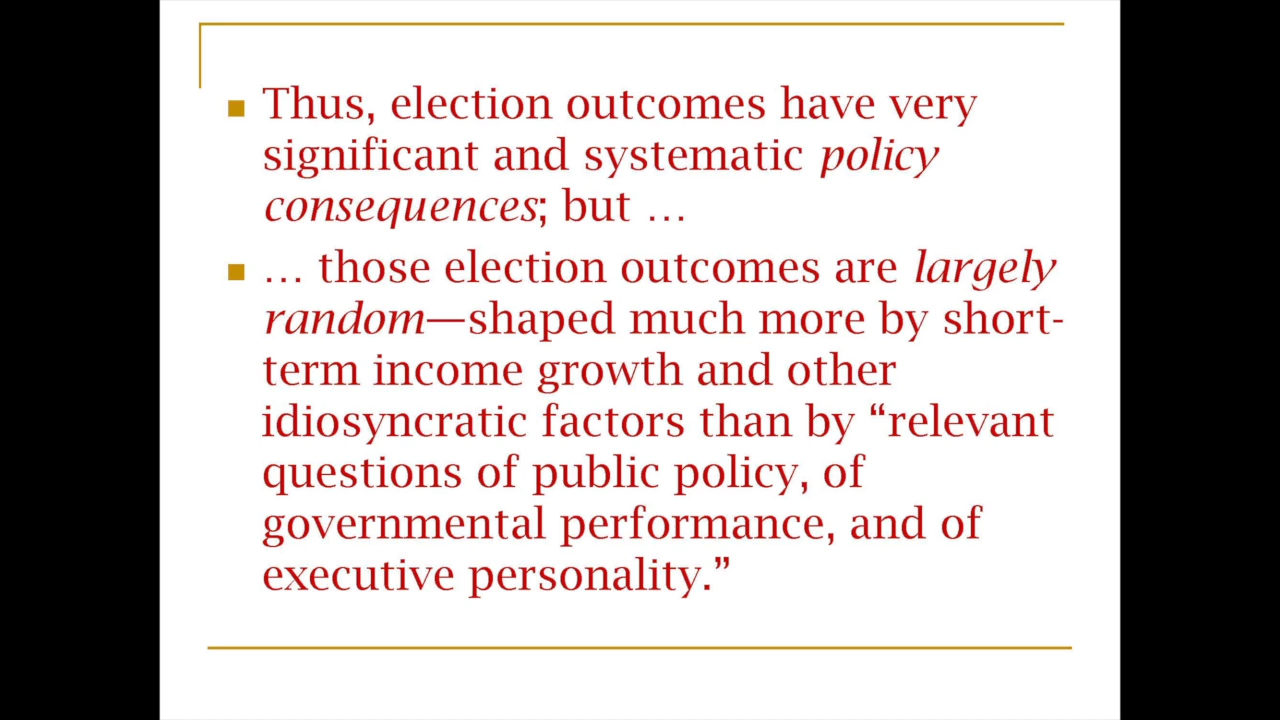 Thus, election outcomes have very
significant and systematic policy
consequences; but …
… those election outcomes are largely
random—shaped much more by short-
term income growth and other
idiosyncratic factors than by “relevant
questions of public policy, of
governmental performance, and of
executive personality.”